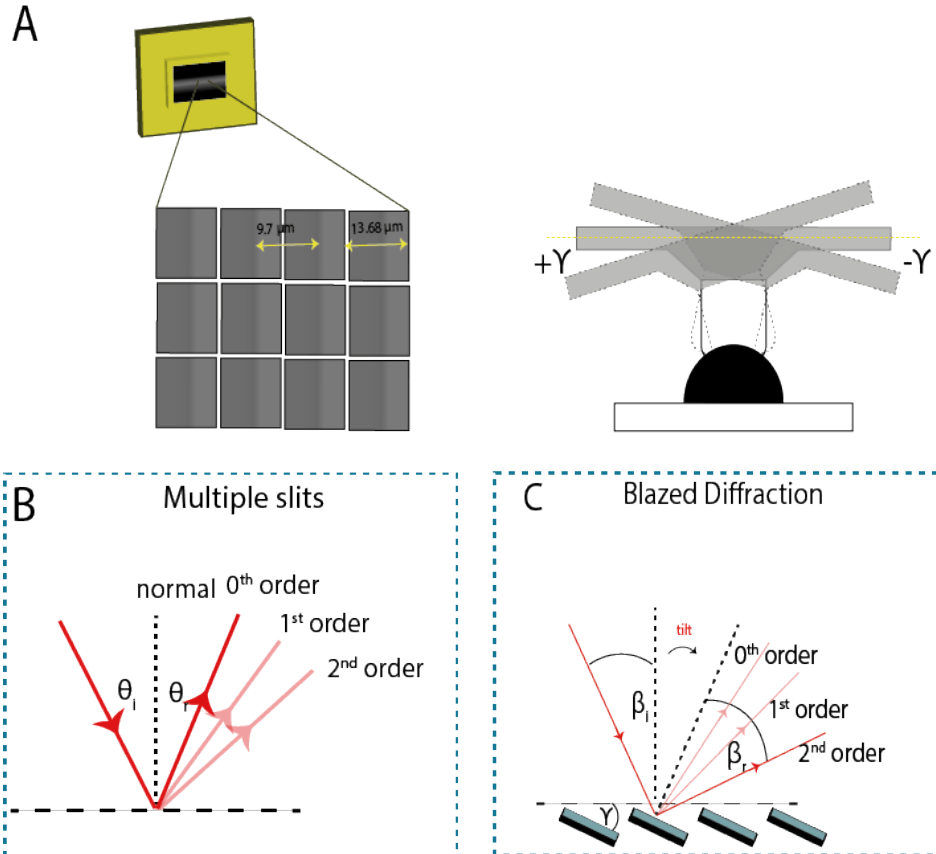 A
9.7 µm
13.68 µm
+γ
-γ
B
Multiple slits
normal
0th order
1st order
2nd order
θi
θr
C
Blazed Diffraction
tilt
0th order
1st order
2nd order
βi
βr
γ